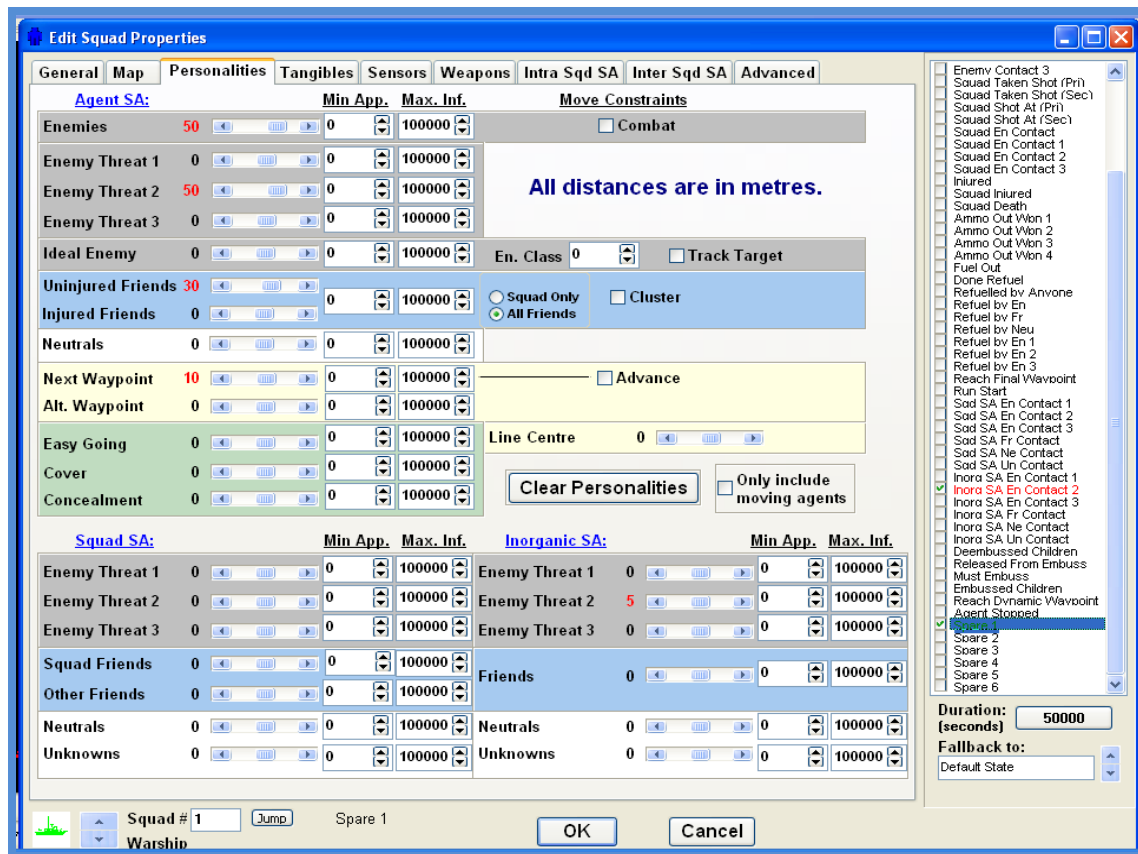 Edit Squad Properties
General Map Personalities Tangibles Sensors Weapons Intra Sqd SA Inter Sqd SA Advanced
Agent SA: Min App. Max. Inf. Move Constraints
Enemies 50 0 100000 Combat
Enemy Threat 1 0 0 100000
All distances are in metres.
Enemy Threat 2 50 0 100000
Enemy Threat 3 0 0 100000
Ideal Enemy 0 0 100000 En. Class 0 Track Target
Uninjured Friends 30
0 100000 Squad Only Cluster
All Friends
Injured Friends 0
Neutrals 0 0 100000
Next Waypoint 10 0 100000 Advance
Alt. Waypoint 0 0 100000
Easy Going 0 0 100000 Line Centre 0
Cover 0 0 100000
Concealment 0 0 100000
Clear Personalities
Only include
moving agents
Squad SA: Min App. Max. Inf. Inorganic SA: Min App. Max. Inf.
Enemy Threat 1 0 0 100000 Enemy Threat 1 0 0 100000
Enemy Threat 2 0 0 100000 Enemy Threat 2 5 0 100000
Enemy Threat 3 0 0 100000 Enemy Threat 3 0 0 100000
Squad Friends 0 0 100000
Friends 0 0 100000
Other Friends 0 0 100000
Neutrals 0 0 100000 Neutrals 0 0 100000
Unknowns 0 0 100000 Unknowns 0 0 100000
Enemy Contact 3
Squad Taken Shot (Pri)
Squad Taken Shot (Sec)
Squad Shot At (Pri)
Squad Shot At (Sec)
Squad En Contact
Squad En Contact 1
Squad En Contact 2
Squad En Contact 3
Injured
Squad Injured
Squad Death
Ammo Out Wpn 1
Ammo Out Wpn 2
Ammo Out Wpn 3
Ammo Out Wpn 4
Fuel Out
Done Refuel
Refuelled by Anyone
Refuel by En
Refuel by Fr
Refuel by Neu
Refuel by En 1
Refuel by En 2
Refuel by En 3
Reach Final Waypoint
Run Start
Sqd SA En Contact 1
Sqd SA En Contact 2
Sqd SA En Contact 3
Sqd SA Fr Contact
Sqd SA Ne Contact
Sqd SA Un Contact
Inorg SA En Contact 1
Inorg SA En Contact 2
Inorg SA En Contact 3
Inorg SA Fr Contact
Inorg SA Ne Contact
Inorg SA Un Contact
Deembussed Children
Released From Embuss
Must Embuss
Embussed Children
Reach Dynamic Waypoint
Agent Stopped
Spare 1
Spare 2
Spare 3
Spare 4
Spare 5
Spare 6
Duration:
(seconds) 50000
Fallback to:
Default State
Squad # 1 Jump Spare 1
Warship
OK Cancel